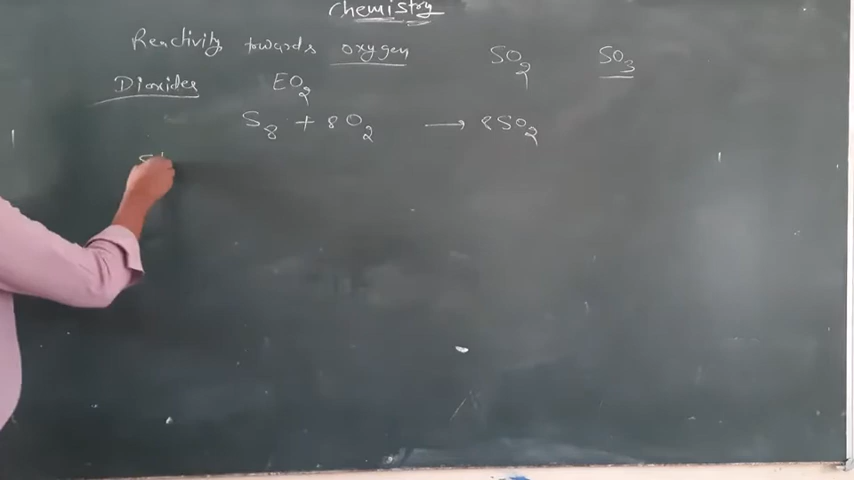 Chemistry
Reactivity towards oxygen SO₂ SO₃
Dioxides EO₂
S₈ + 8O₂ → 8SO₂